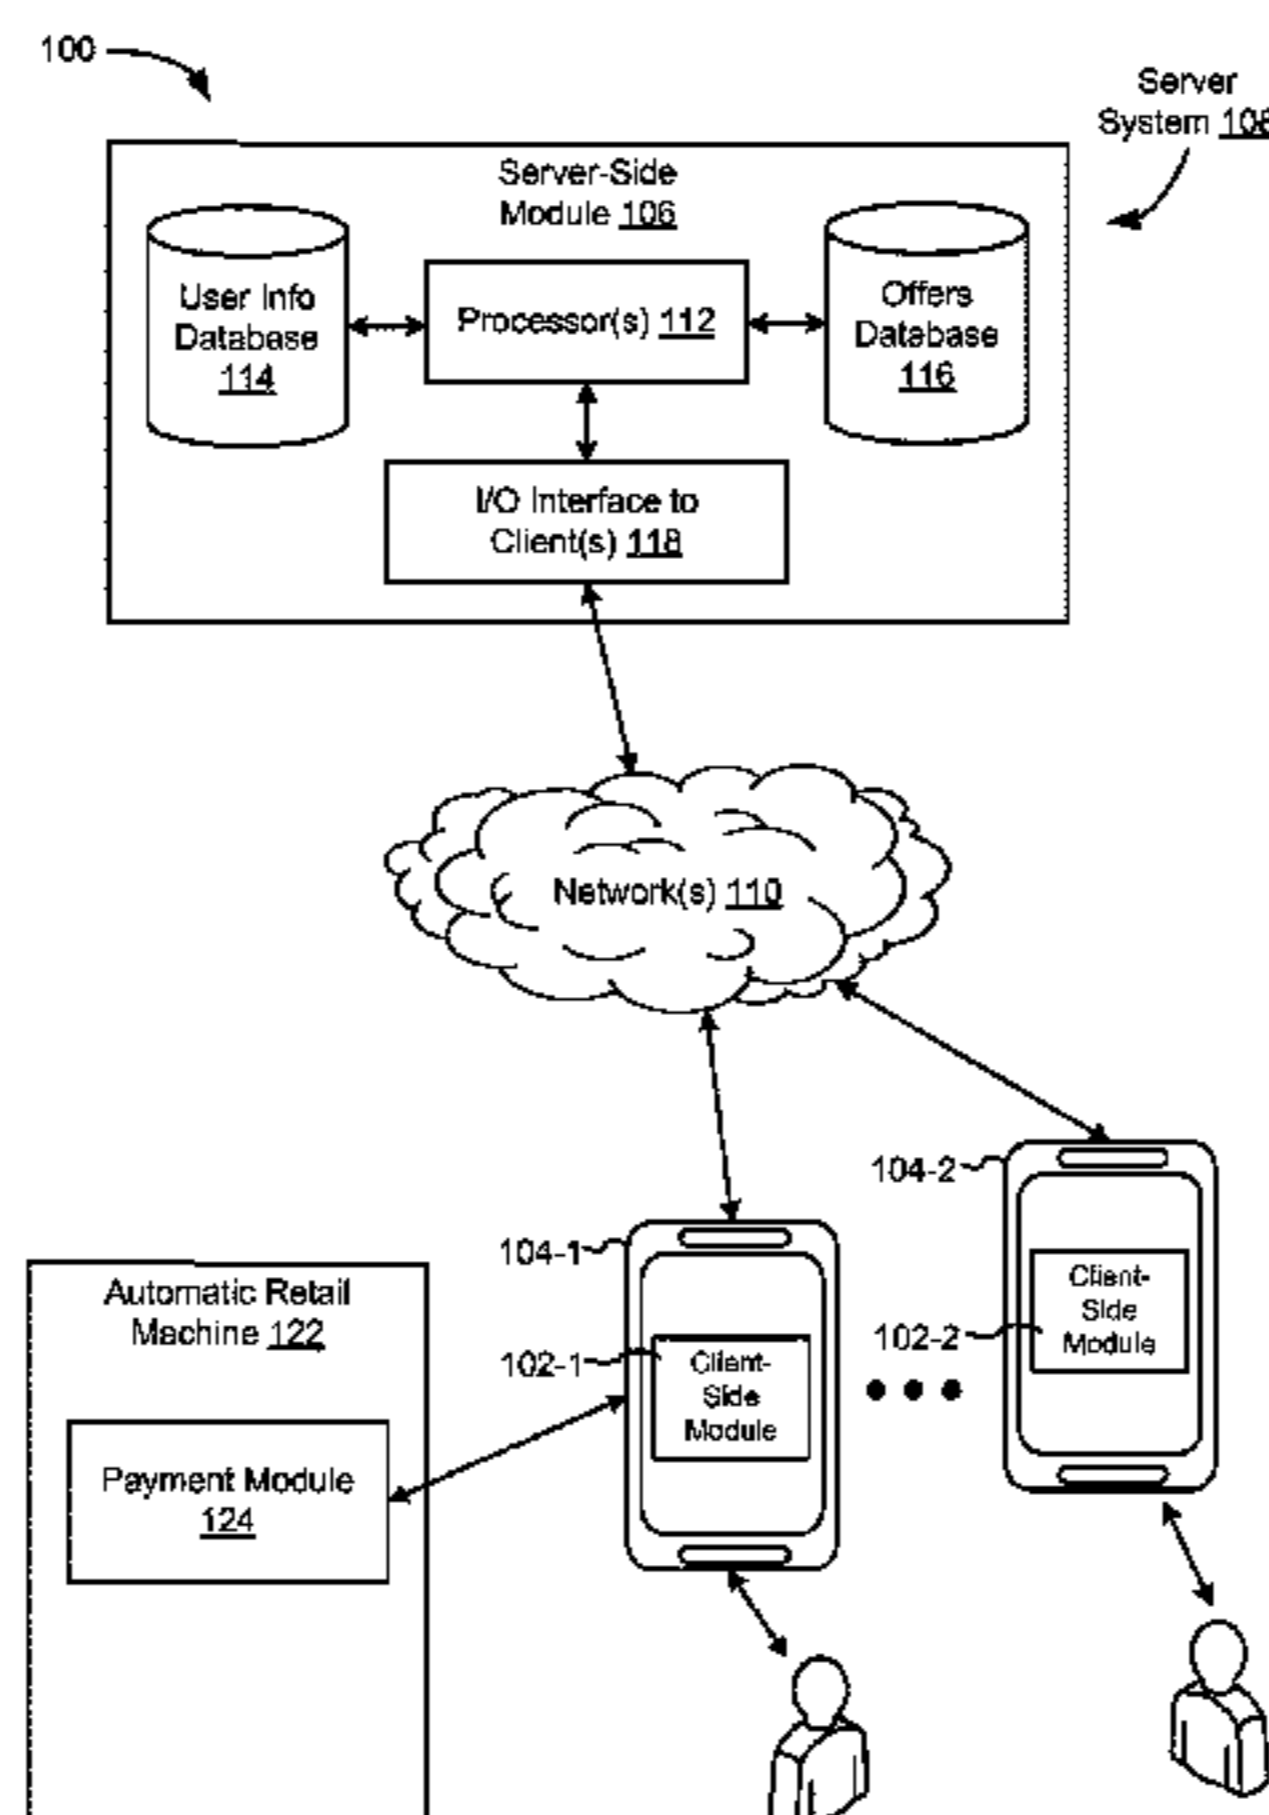 100
Server
System 108
Server-Side
Module 106
User Info
Database
114
Processor(s) 112
Offers
Database
116
I/O Interface to
Client(s) 118
Network(s) 110
104-2
Client-
Side
Module
102-2
104-1
Client-
Side
Module
102-1
Automatic Retail
Machine 122
Payment Module
124